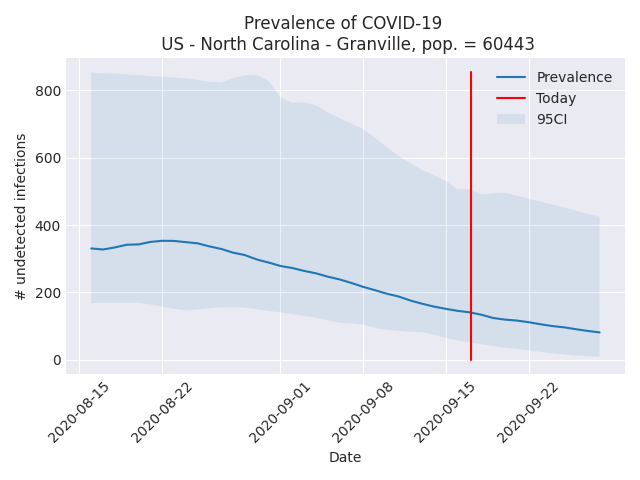 Prevalence of COVID-19
US - North Carolina - Granville, pop. = 60443
Prevalence
Today
95CI
# undetected infections
800
600
400
200
0
2020-08-15
2020-08-22
2020-09-01
2020-09-08
2020-09-15
2020-09-22
Date